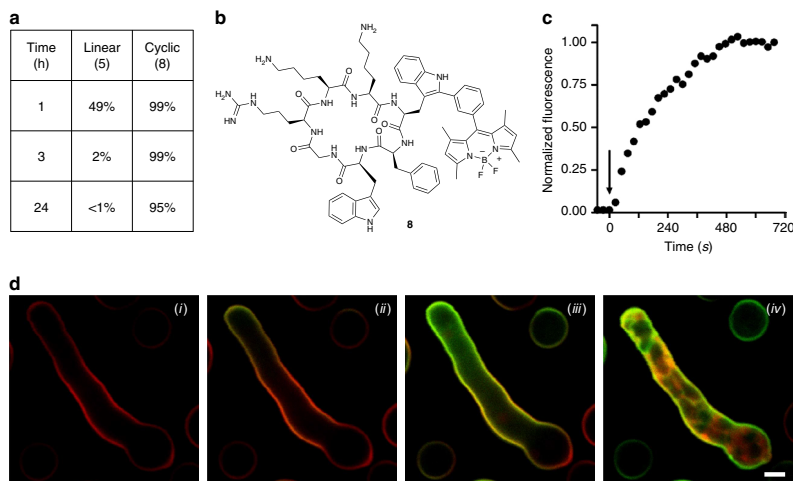 a
Time (h) Linear (5) Cyclic (8)
1 49% 99%
3 2% 99%
24 <1% 95%
b
NH₂
H₂N
NH₂
HN
NH
N
H
O
O
NH
HN
O
O
NH
HN
O
O
NH
HN
O
N
H
N
B
N
F
F
−
+
8
c
Normalized fluorescence
1.00
0.75
0.50
0.25
0.00
0 240 480 720
Time (s)
d
(i) (ii) (iii) (iv)